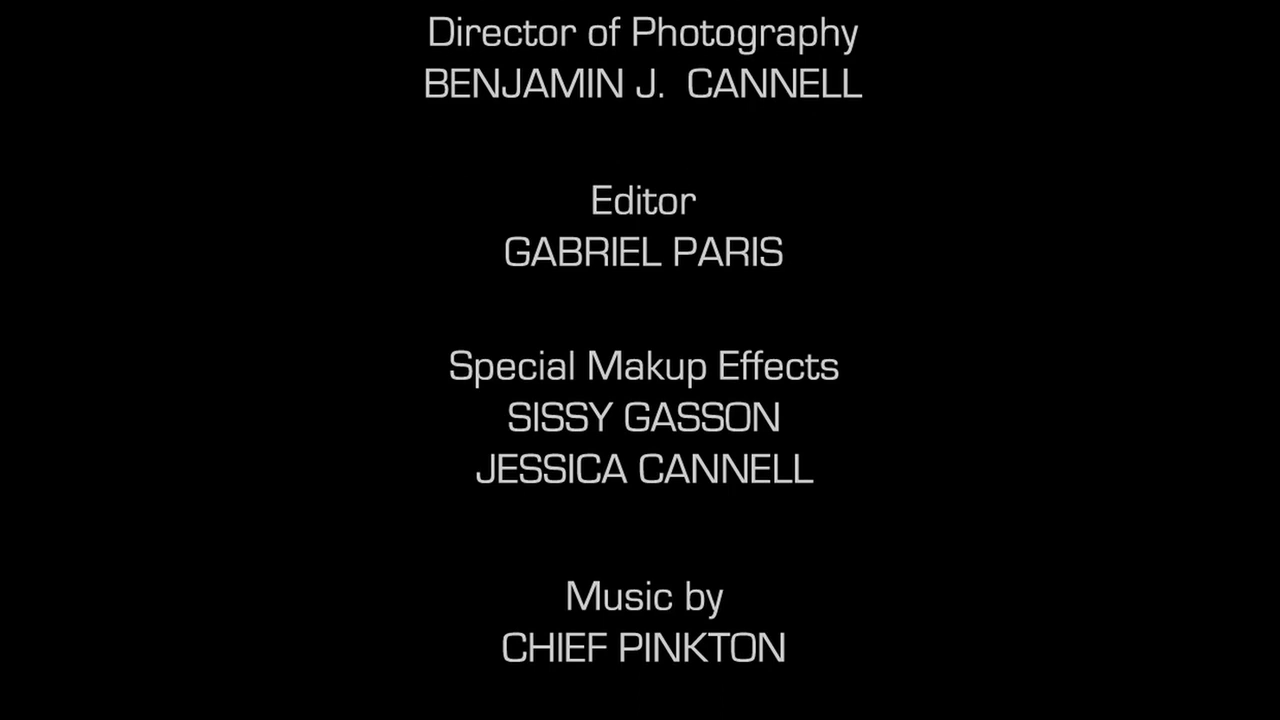 Director of Photography
BENJAMIN J.  CANNELL
Editor
GABRIEL PARIS
Special Makup Effects
SISSY GASSON
JESSICA CANNELL
Music by
CHIEF PINKTON